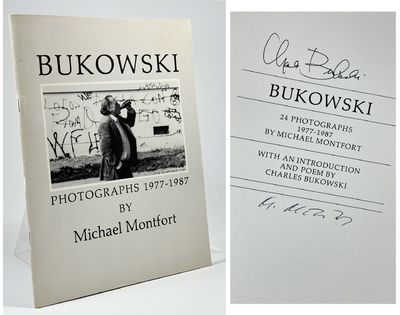 BUKOWSKI
PHOTOGRAPHS 1977-1987
BY
Michael Montfort
BUKOWSKI
24 PHOTOGRAPHS
1977-1987
BY MICHAEL MONTFORT
WITH AN INTRODUCTION
AND POEM BY
CHARLES BUKOWSKI